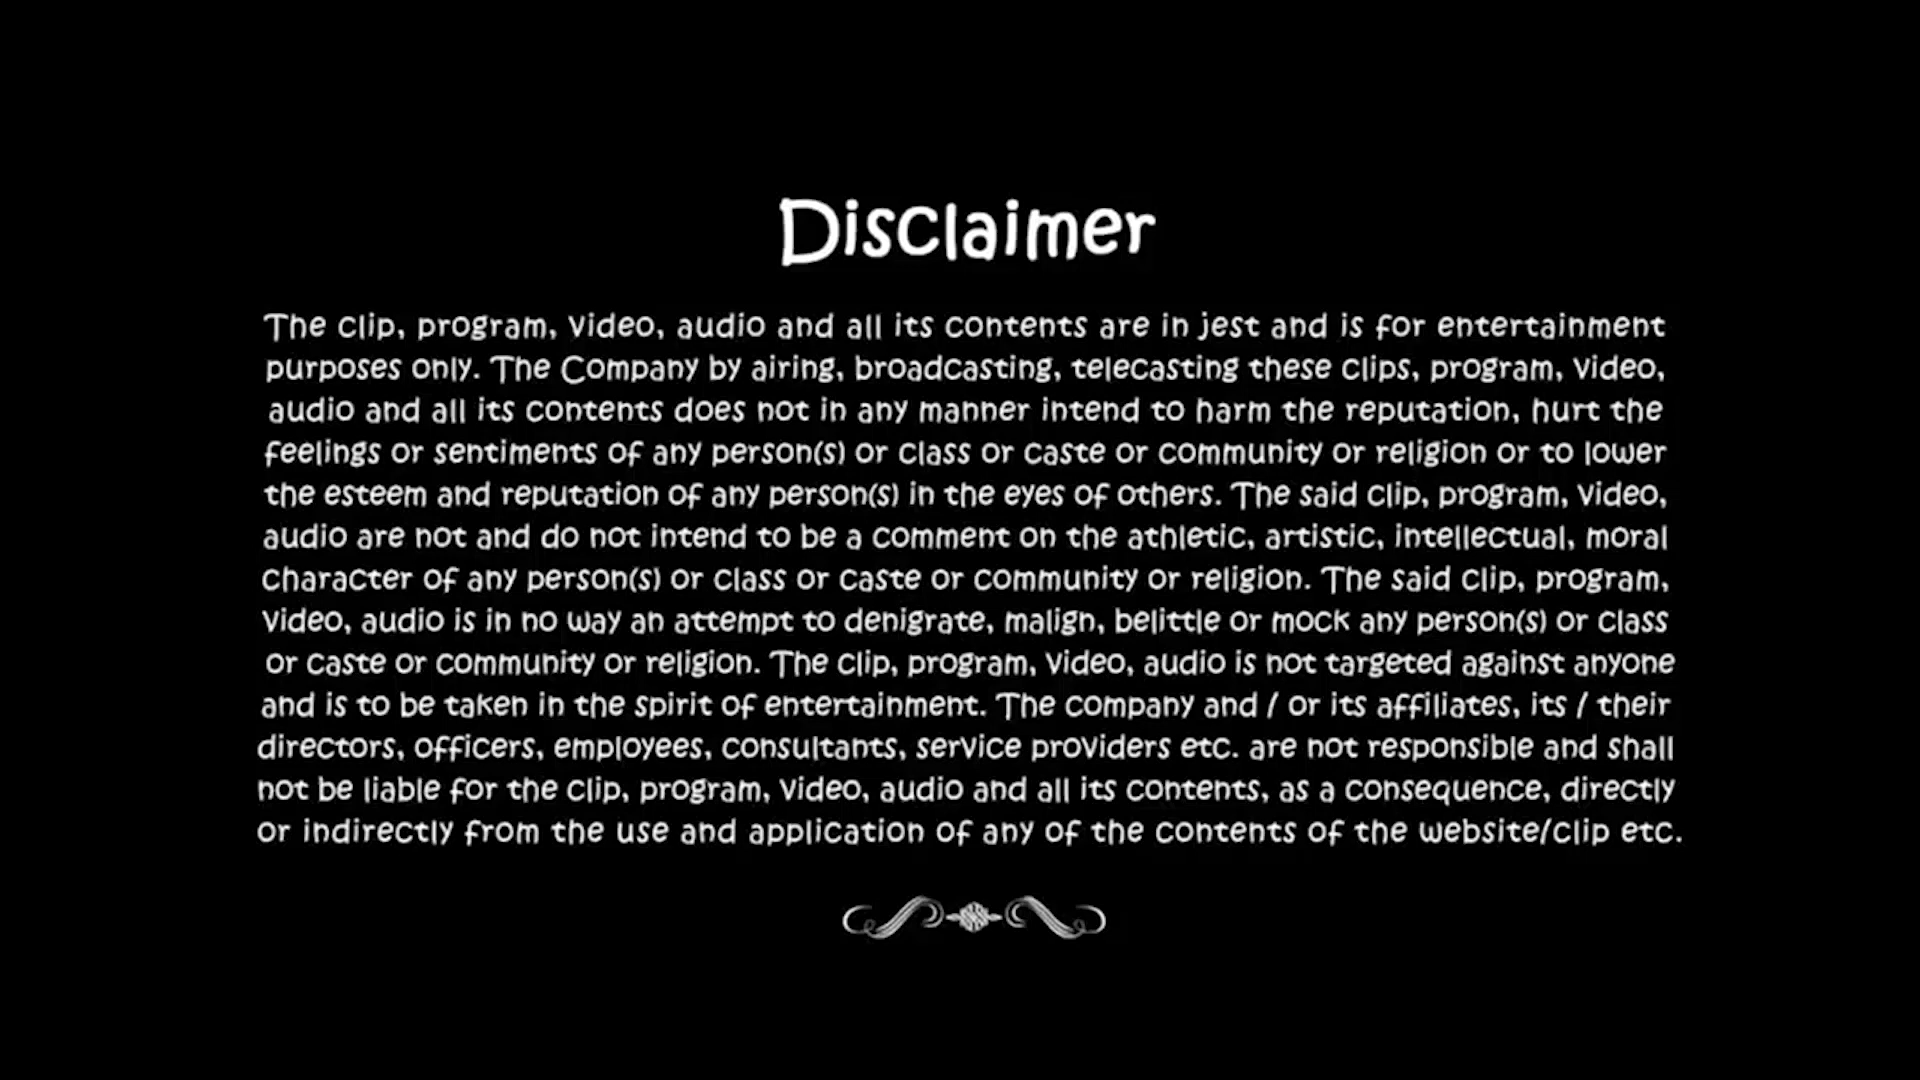 Disclaimer
The clip, program, video, audio and all its contents are in jest and is for entertainment
purposes only. The Company by airing, broadcasting, telecasting these clips, program, video,
audio and all its contents does not in any manner intend to harm the reputation, hurt the
feelings or sentiments of any person(s) or class or caste or community or religion or to lower
the esteem and reputation of any person(s) in the eyes of others. The said clip, program, video,
audio are not and do not intend to be a comment on the athletic, artistic, intellectual, moral
character of any person(s) or class or caste or community or religion. The said clip, program,
video, audio is in no way an attempt to denigrate, malign, belittle or mock any person(s) or class
or caste or community or religion. The clip, program, video, audio is not targeted against anyone
and is to be taken in the spirit of entertainment. The company and / or its affiliates, its / their
directors, officers, employees, consultants, service providers etc. are not responsible and shall
not be liable for the clip, program, video, audio and all its contents, as a consequence, directly
or indirectly from the use and application of any of the contents of the website/clip etc.